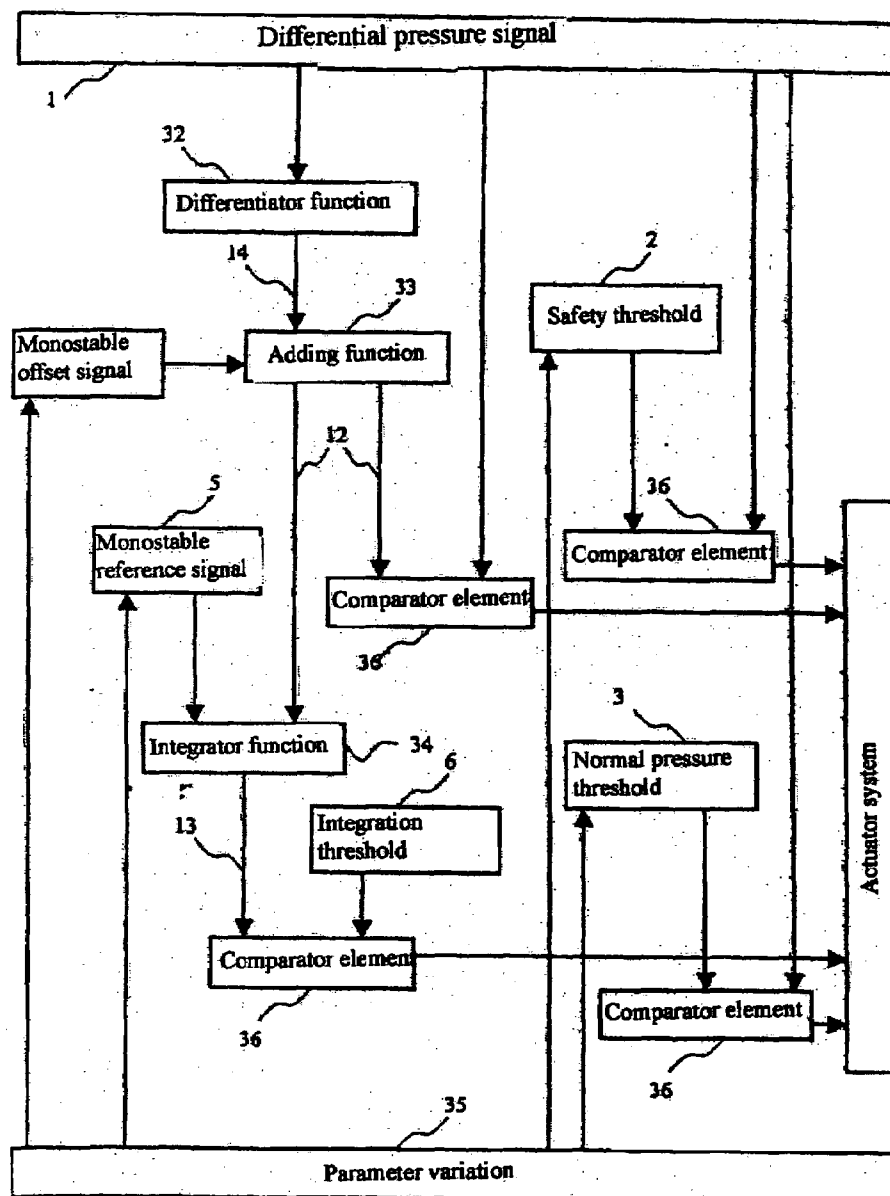 Differential pressure signal
1
32
Differentiator function
14
33
2
Safety threshold
Monostable
offset signal
Adding function
12
5
36
Monostable
reference signal
Comparator element
Comparator element
36
3
Integrator function
34
Normal pressure
threshold
6
13
Integration
threshold
Actuator system
Comparator element
36
Comparator element
36
35
Parameter variation